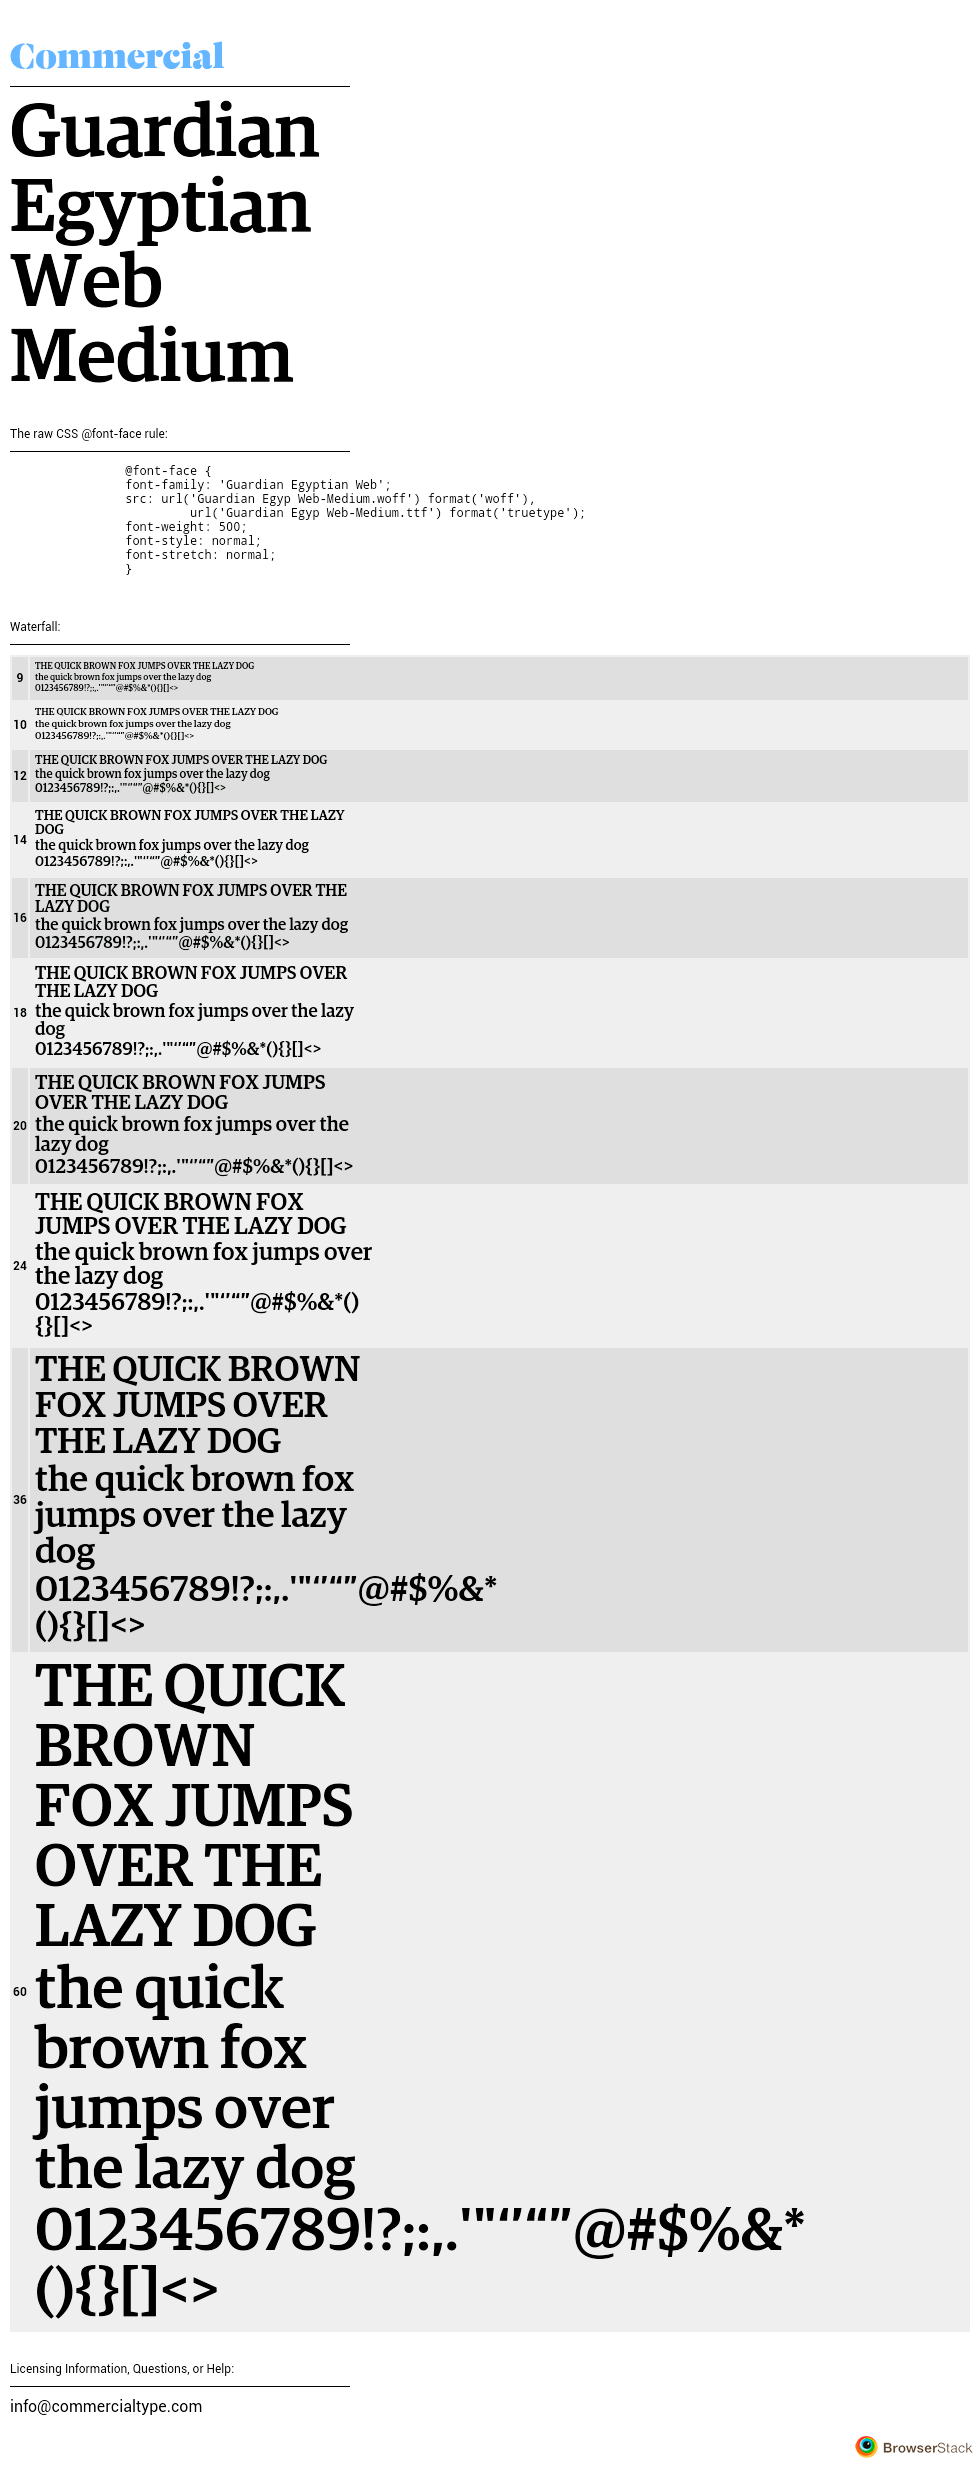 Commercial
Guardian
Egyptian
Web
Medium
The raw CSS @font-face rule:
@font-face {
font-family: 'Guardian Egyptian Web';
src: url('Guardian Egyp Web-Medium.woff') format('woff'),
url('Guardian Egyp Web-Medium.ttf') format('truetype');
font-weight: 500;
font-style: normal;
font-stretch: normal;
}
Waterfall:
9
THE QUICK BROWN FOX JUMPS OVER THE LAZY DOG
the quick brown fox jumps over the lazy dog
0123456789!?;:,.'"‘’“”@#$%&*(){}[]<>
10
THE QUICK BROWN FOX JUMPS OVER THE LAZY DOG
the quick brown fox jumps over the lazy dog
0123456789!?;:,.'"‘’“”@#$%&*(){}[]<>
12
THE QUICK BROWN FOX JUMPS OVER THE LAZY DOG
the quick brown fox jumps over the lazy dog
0123456789!?;:,.'"‘’“”@#$%&*(){}[]<>
14
THE QUICK BROWN FOX JUMPS OVER THE LAZY
DOG
the quick brown fox jumps over the lazy dog
0123456789!?;:,.'"‘’“”@#$%&*(){}[]<>
16
THE QUICK BROWN FOX JUMPS OVER THE
LAZY DOG
the quick brown fox jumps over the lazy dog
0123456789!?;:,.'"‘’“”@#$%&*(){}[]<>
18
THE QUICK BROWN FOX JUMPS OVER
THE LAZY DOG
the quick brown fox jumps over the lazy
dog
0123456789!?;:,.'"‘’“”@#$%&*(){}[]<>
20
THE QUICK BROWN FOX JUMPS
OVER THE LAZY DOG
the quick brown fox jumps over the
lazy dog
0123456789!?;:,.'"‘’“”@#$%&*(){}[]<>
24
THE QUICK BROWN FOX
JUMPS OVER THE LAZY DOG
the quick brown fox jumps over
the lazy dog
0123456789!?;:,.'"‘’“”@#$%&*()
{}[]<>
36
THE QUICK BROWN
FOX JUMPS OVER
THE LAZY DOG
the quick brown fox
jumps over the lazy
dog
0123456789!?;:,.'"‘’“”@#$%&*
(){}[]<>
60
THE QUICK
BROWN
FOX JUMPS
OVER THE
LAZY DOG
the quick
brown fox
jumps over
the lazy dog
0123456789!?;:,.'"‘’“”@#$%&*
(){}[]<>
Licensing Information, Questions, or Help:
info@commercialtype.com
BrowserStack